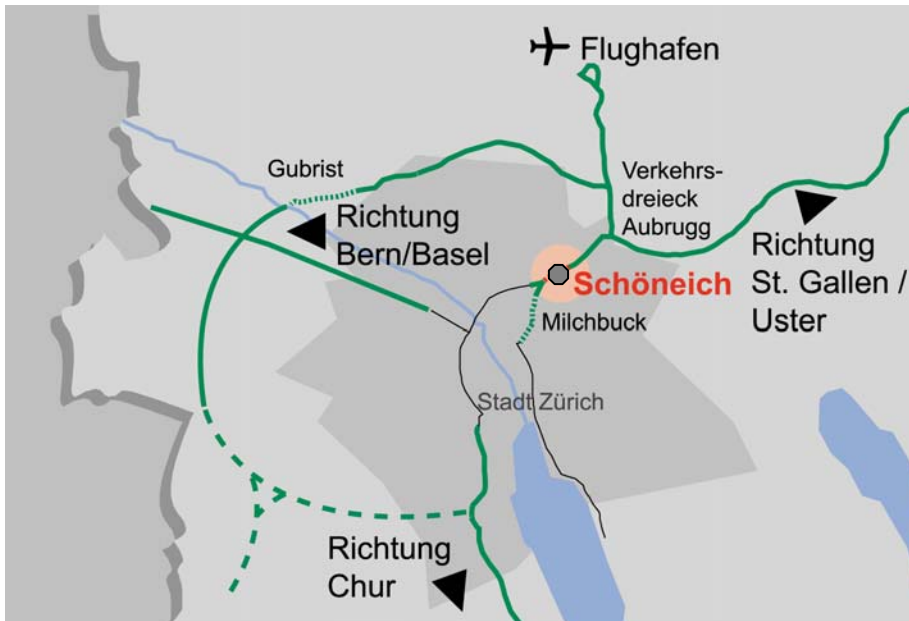 Flughafen
Gubrist
Verkehrs-
dreieck
Aubrugg
Richtung
Bern/Basel
Richtung
St. Gallen /
Uster
Schöneich
Milchbuck
Stadt Zürich
Richtung
Chur